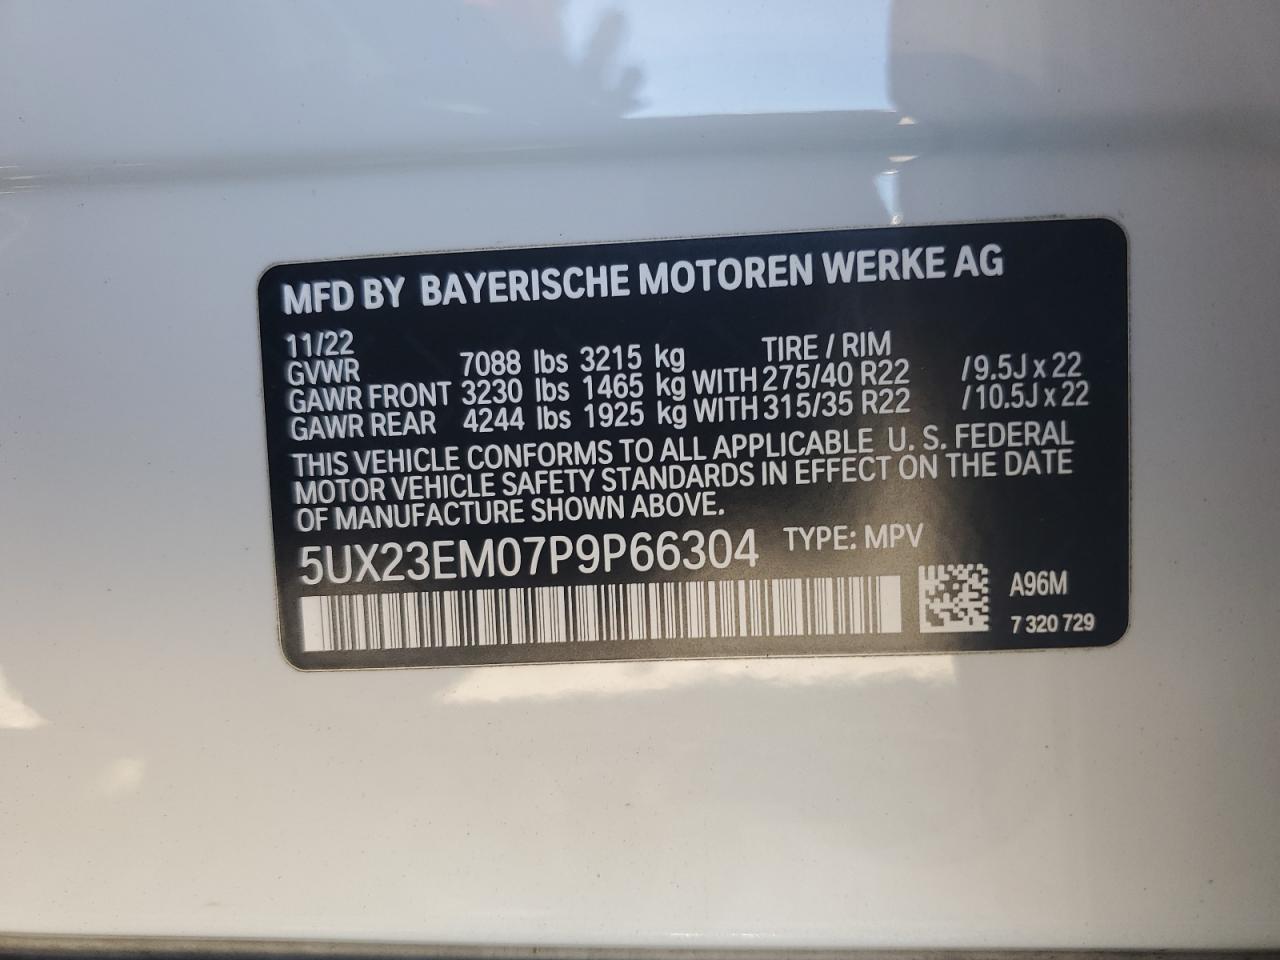 MFD BY BAYERISCHE MOTOREN WERKE AG
11/22 TIRE / RIM
GVWR 7088 lbs 3215 kg
GAWR FRONT 3230 lbs 1465 kg WITH 275/40 R22 /9.5J x 22
GAWR REAR 4244 lbs 1925 kg WITH 315/35 R22 /10.5J x 22
THIS VEHICLE CONFORMS TO ALL APPLICABLE U. S. FEDERAL
MOTOR VEHICLE SAFETY STANDARDS IN EFFECT ON THE DATE
OF MANUFACTURE SHOWN ABOVE.
5UX23EM07P9P66304 TYPE: MPV
A96M
7 320 729